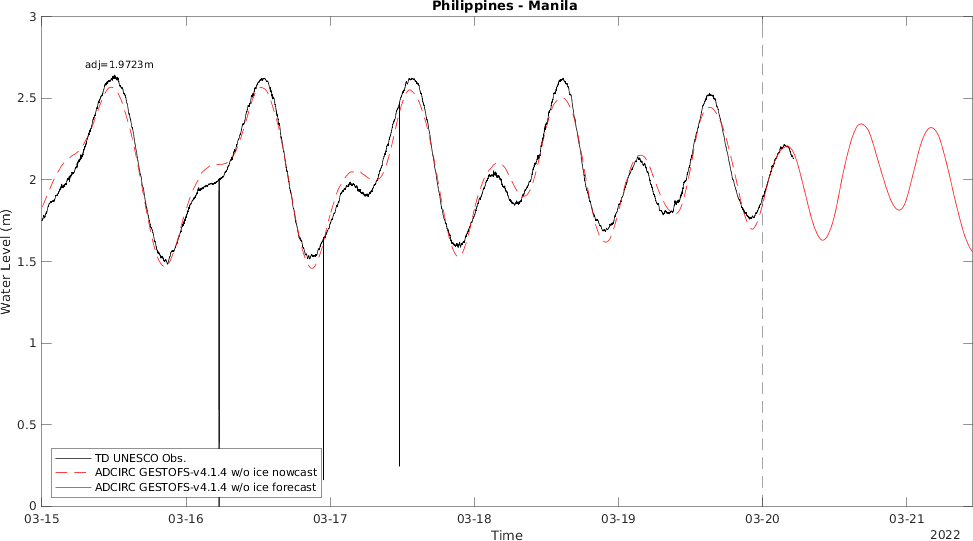 Philippines - Manila
3
adj=1.9723m
2.5
2
1.5
1
0.5
0
Water Level (m)
TD UNESCO Obs.
ADCIRC GESTOFS-v4.1.4 w/o ice nowcast
ADCIRC GESTOFS-v4.1.4 w/o ice forecast
03-15 03-16 03-17 03-18 03-19 03-20 03-21
Time
2022